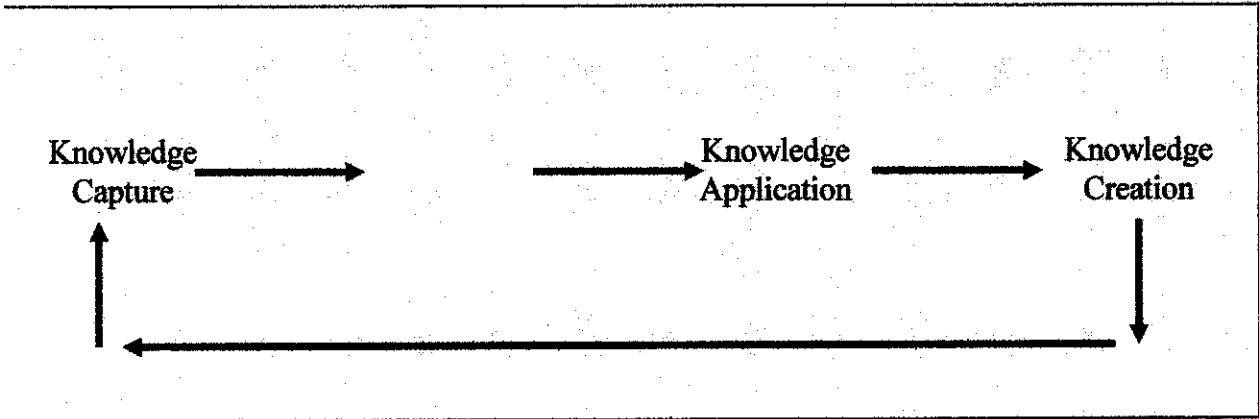 Knowledge
Capture
Knowledge
Application
Knowledge
Creation